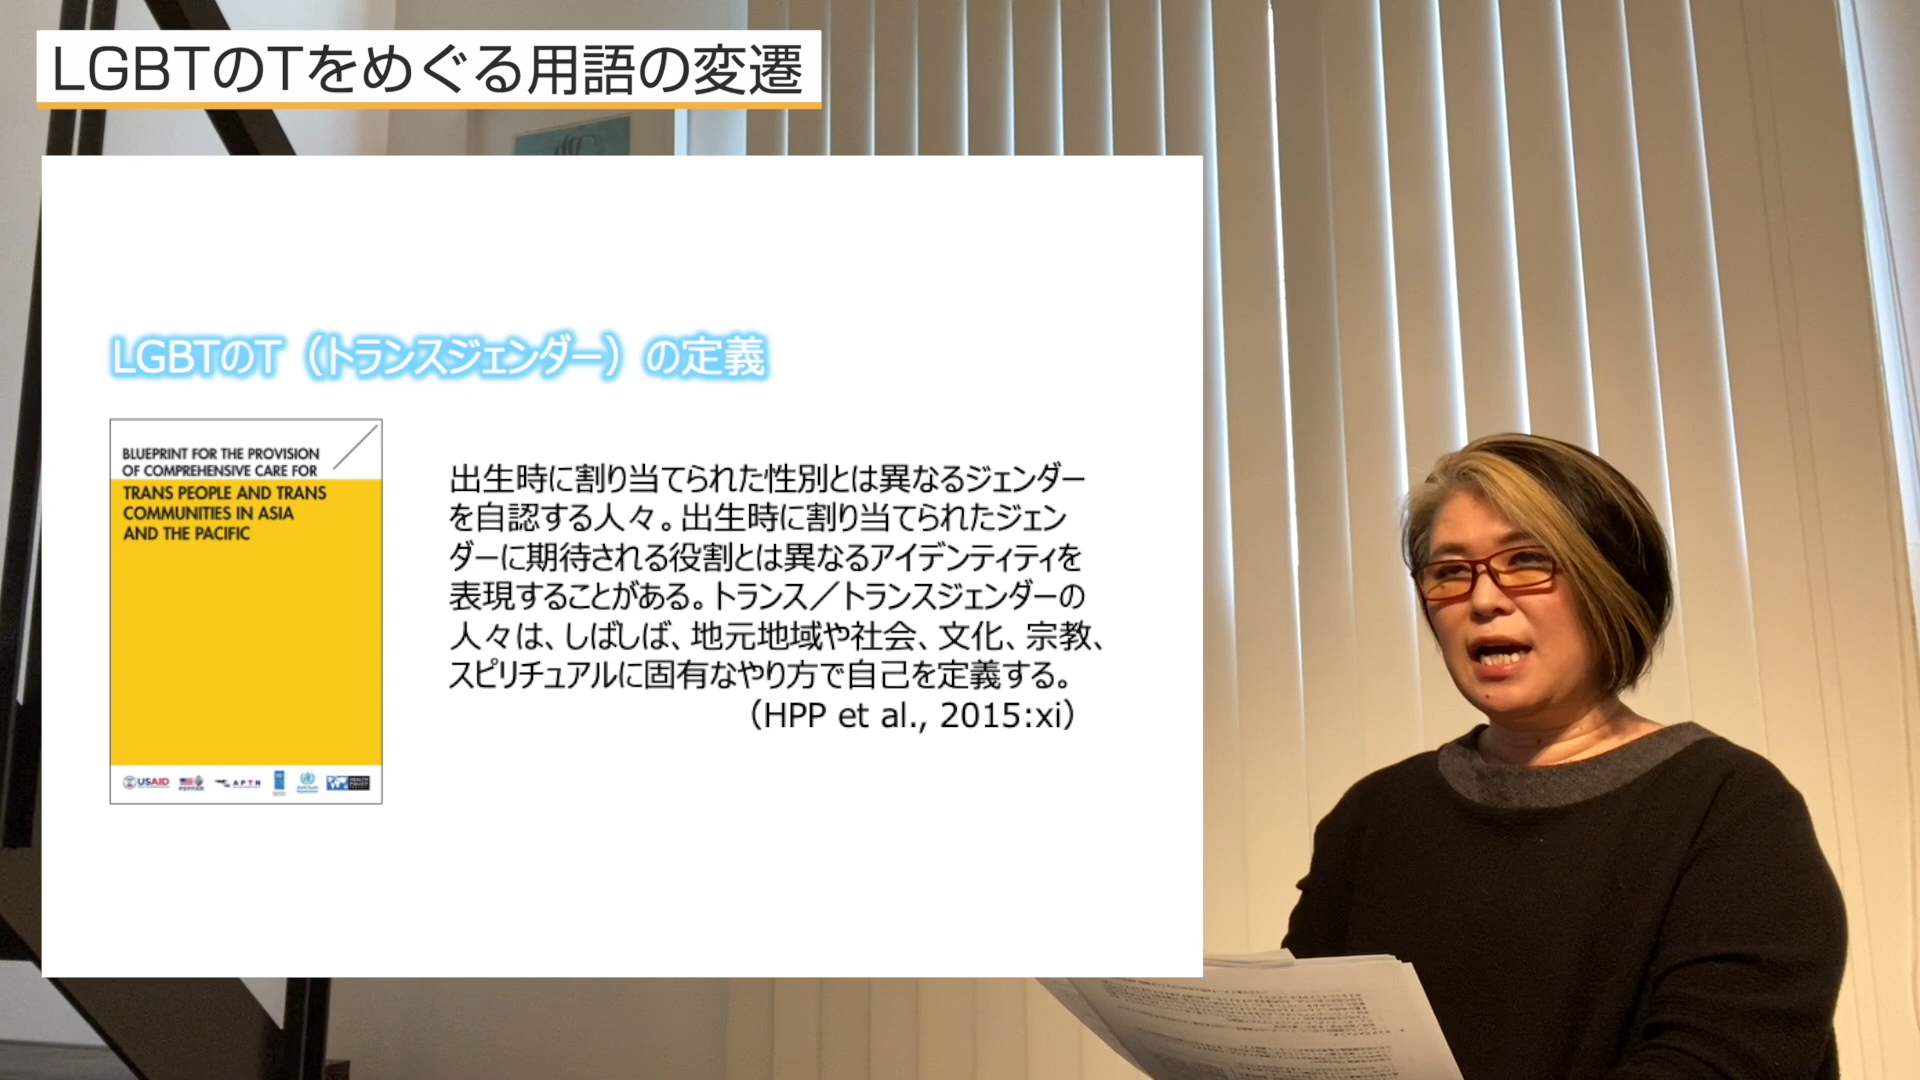 LGBTのTをめぐる用語の変遷
LGBTのT（トランスジェンダー）の定義
BLUEPRINT FOR THE PROVISION
OF COMPREHENSIVE CARE FOR
TRANS PEOPLE AND TRANS
COMMUNITIES IN ASIA
AND THE PACIFIC
USAID
PEPFAR
APTN
出生時に割り当てられた性別とは異なるジェンダー
を自認する人々。出生時に割り当てられたジェン
ダーに期待される役割とは異なるアイデンティティを
表現することがある。トランス／トランスジェンダーの
人々は、しばしば、地元地域や社会、文化、宗教、
スピリチュアルに固有なやり方で自己を定義する。
（HPP et al., 2015:xi）